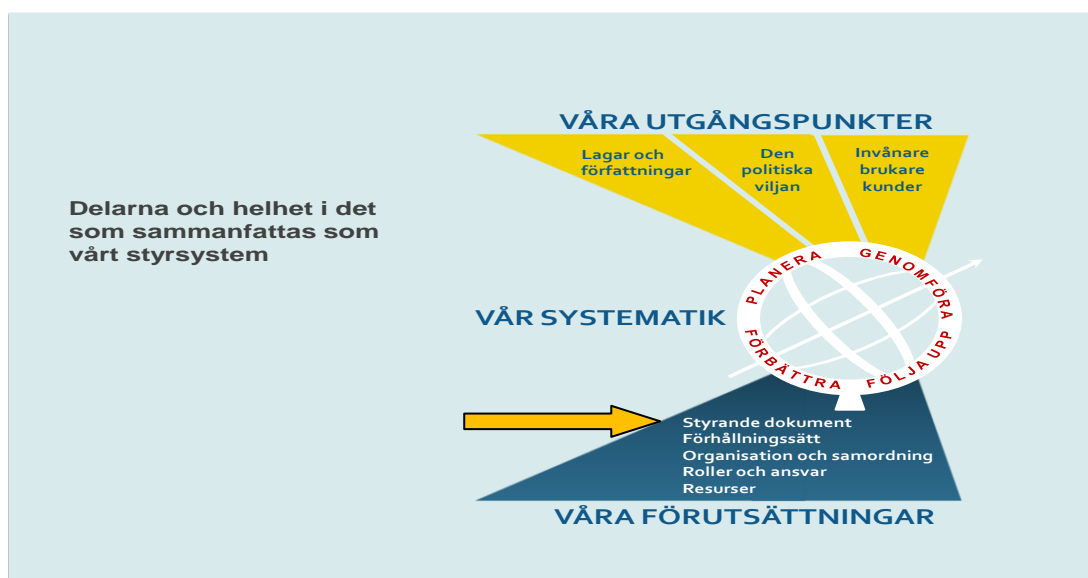 VÅRA UTGÅNGSPUNKTER
Lagar och
författningar
Den
politiska
viljan
Invånare
brukare
kunder
Delarna och helhet i det
som sammanfattas som
vårt styrsystem
VÅR SYSTEMATIK
PLANERA
GENOMFÖRA
FÖLJA UPP
FÖRBÄTTRA
Styrande dokument
Förhållningssätt
Organisation och samordning
Roller och ansvar
Resurser
VÅRA FÖRUTSÄTTNINGAR